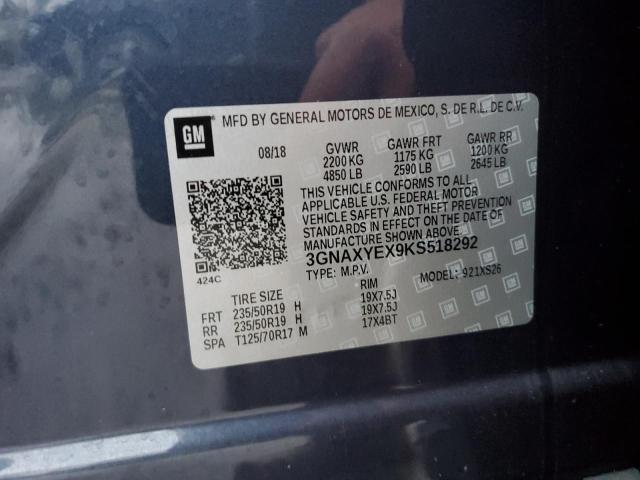 GM
MFD BY GENERAL MOTORS DE MEXICO, S. DE R.L. DE C.V.
08/18 GVWR GAWR FRT GAWR RR
2200 KG 1175 KG 1200 KG
4850 LB 2590 LB 2645 LB
THIS VEHICLE CONFORMS TO ALL
APPLICABLE U.S. FEDERAL MOTOR
VEHICLE SAFETY AND THEFT PREVENTION
STANDARDS IN EFFECT ON THE DATE OF
MANUFACTURE SHOWN ABOVE.
3GNAXYEX9KS518292
424C TYPE: M.P.V. MODEL: 921XS26
TIRE SIZE RIM
FRT 235/50R19 H 19X7.5J
RR 235/50R19 H 19X7.5J
SPA T125/70R17 M 17X4BT